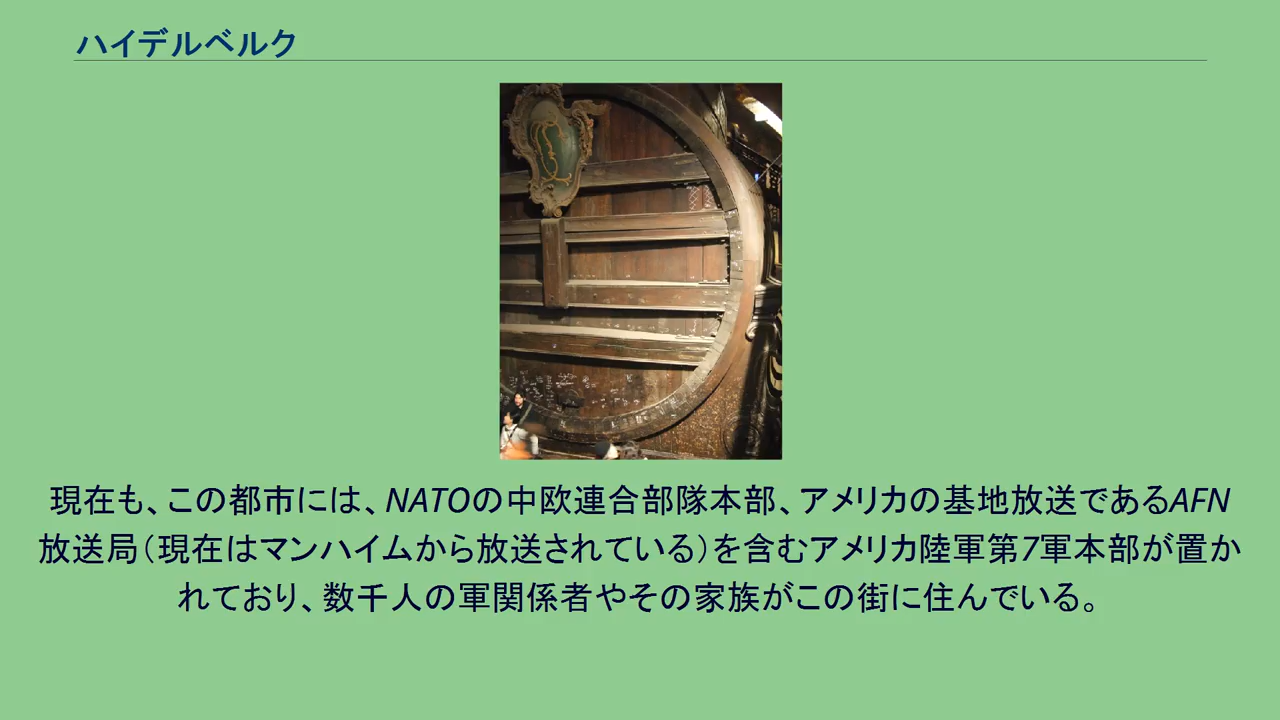 ハイデルベルク
現在も、この都市には、NATOの中欧連合部隊本部、アメリカの基地放送であるAFN
放送局（現在はマンハイムから放送されている）を含むアメリカ陸軍第7軍本部が置か
れており、数千人の軍関係者やその家族がこの街に住んでいる。